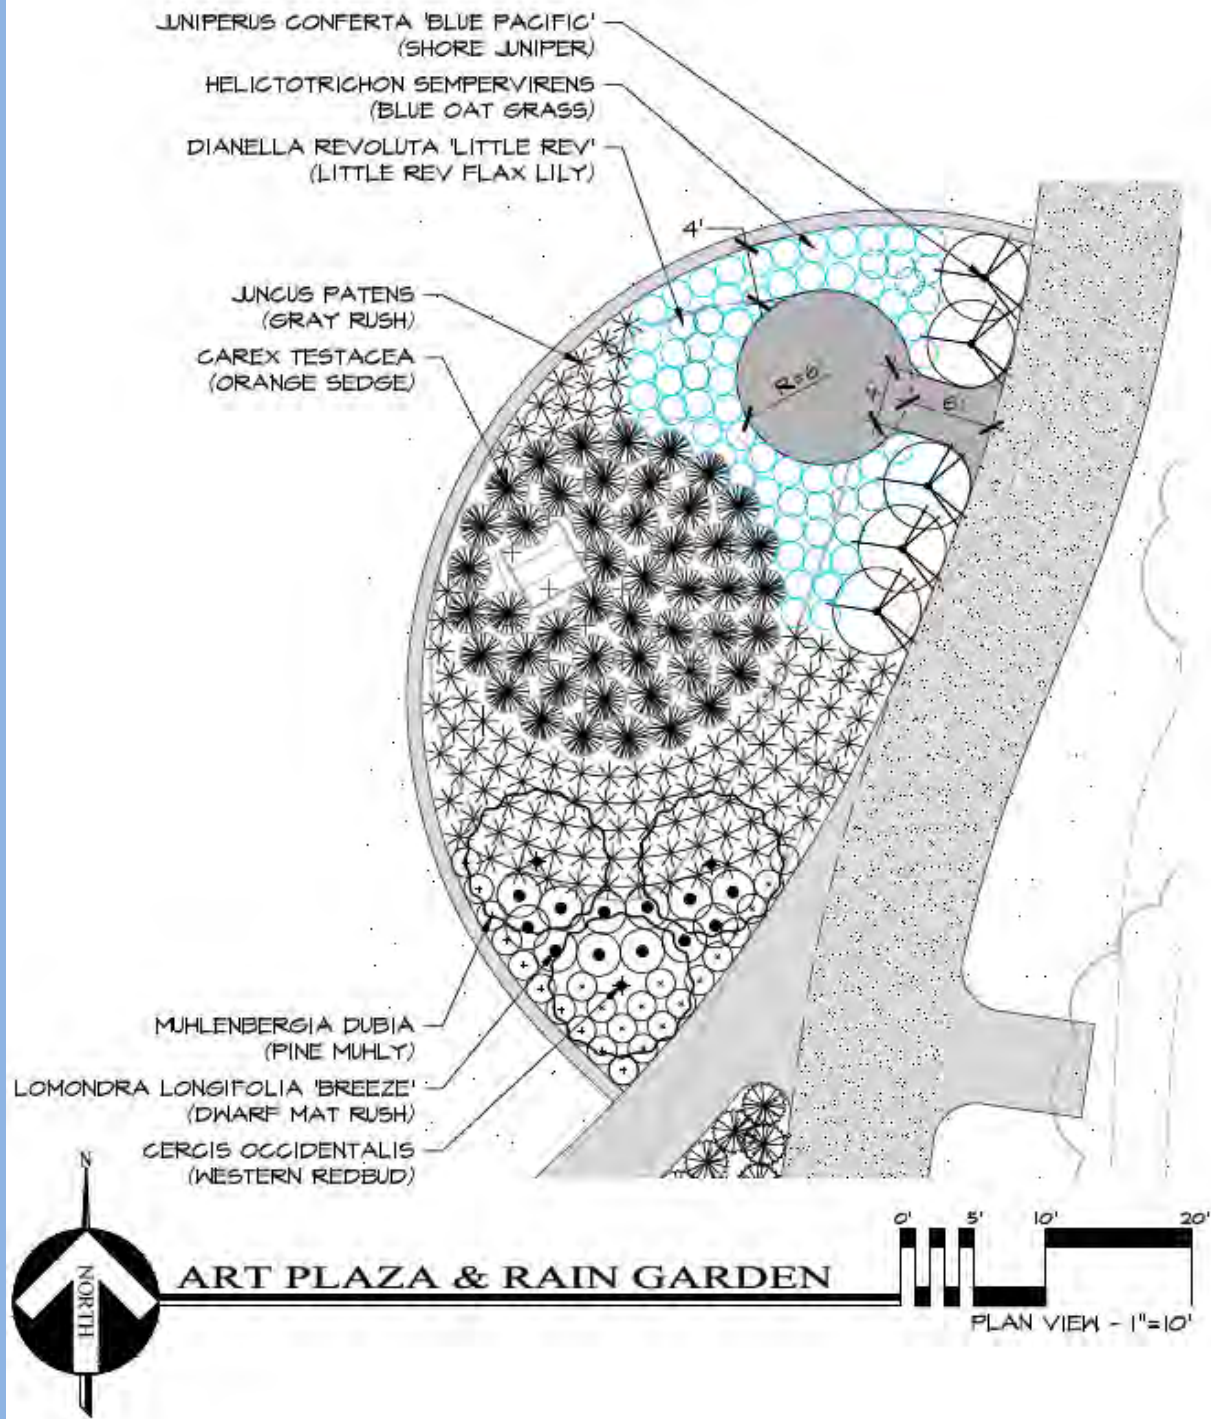 JUNIPERUS CONFERTA 'BLUE PACIFIC'
(SHORE JUNIPER)
HELICTOTRICHON SEMPERVIRENS
(BLUE OAT GRASS)
DIANELLA REVOLUTA 'LITTLE REV'
(LITTLE REV FLAX LILY)
4'
JUNCUS PATENS
(GRAY RUSH)
CAREX TESTACEA
(ORANGE SEDGE)
R=6'
4'
6'
MUHLENBERGIA DUBIA
(PINE MUHLY)
LOMONDRA LONGIFOLIA 'BREEZE'
(DWARF MAT RUSH)
CERCIS OCCIDENTALIS
(WESTERN REDBUD)
N
NORTH
ART PLAZA & RAIN GARDEN
0' 5' 10' 20'
PLAN VIEW - 1"=10'